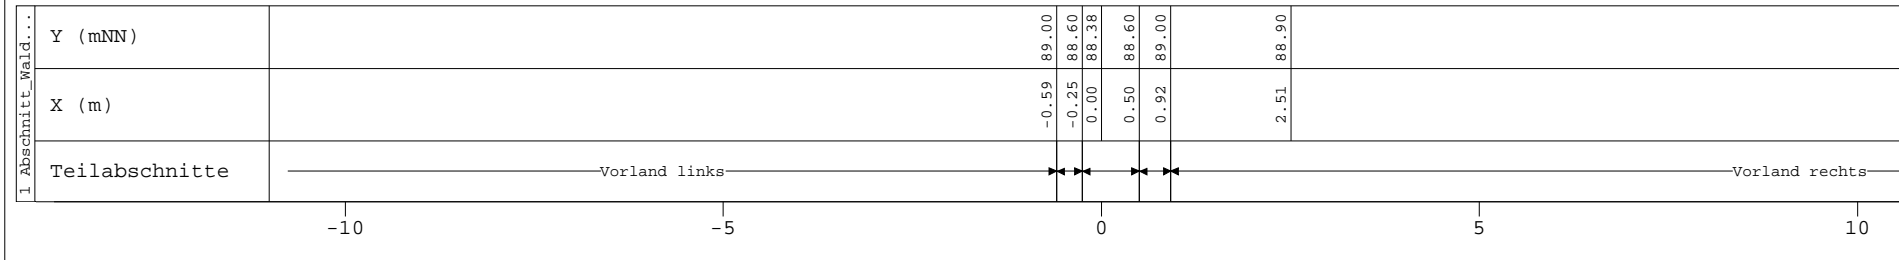 1 Abschnitt_Wald...
Y (mNN) 89.00 88.60 88.38 88.60 89.00 88.90
X (m) -0.59 -0.25 0.00 0.50 0.92 2.51
Teilabschnitte Vorland links Vorland rechts
-10 -5 0 5 10